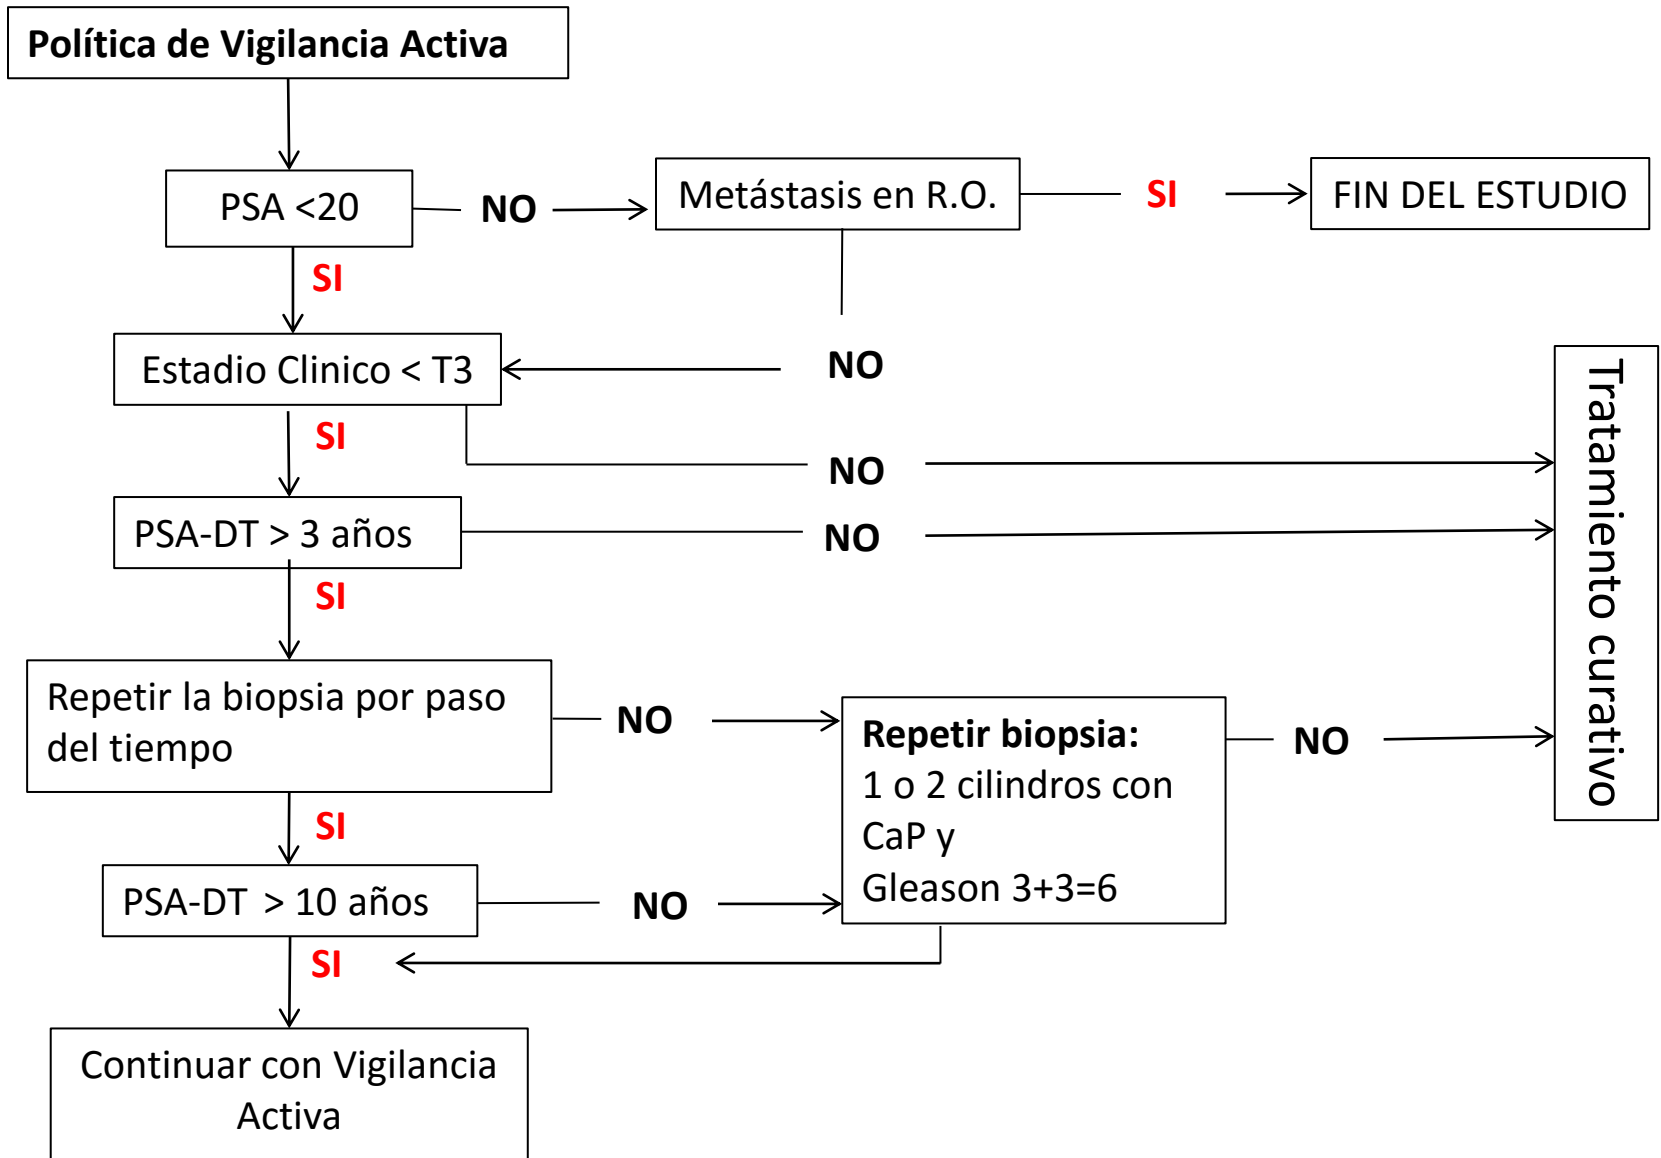 Política de Vigilancia Activa
PSA <20
NO
Metástasis en R.O.
SI
FIN DEL ESTUDIO
SI
Estadio Clinico < T3
NO
SI
NO
PSA-DT > 3 años
NO
SI
Tratamiento curativo
Repetir la biopsia por paso
del tiempo
NO
Repetir biopsia:
1 o 2 cilindros con
CaP y
Gleason 3+3=6
NO
SI
PSA-DT > 10 años
NO
SI
Continuar con Vigilancia
Activa